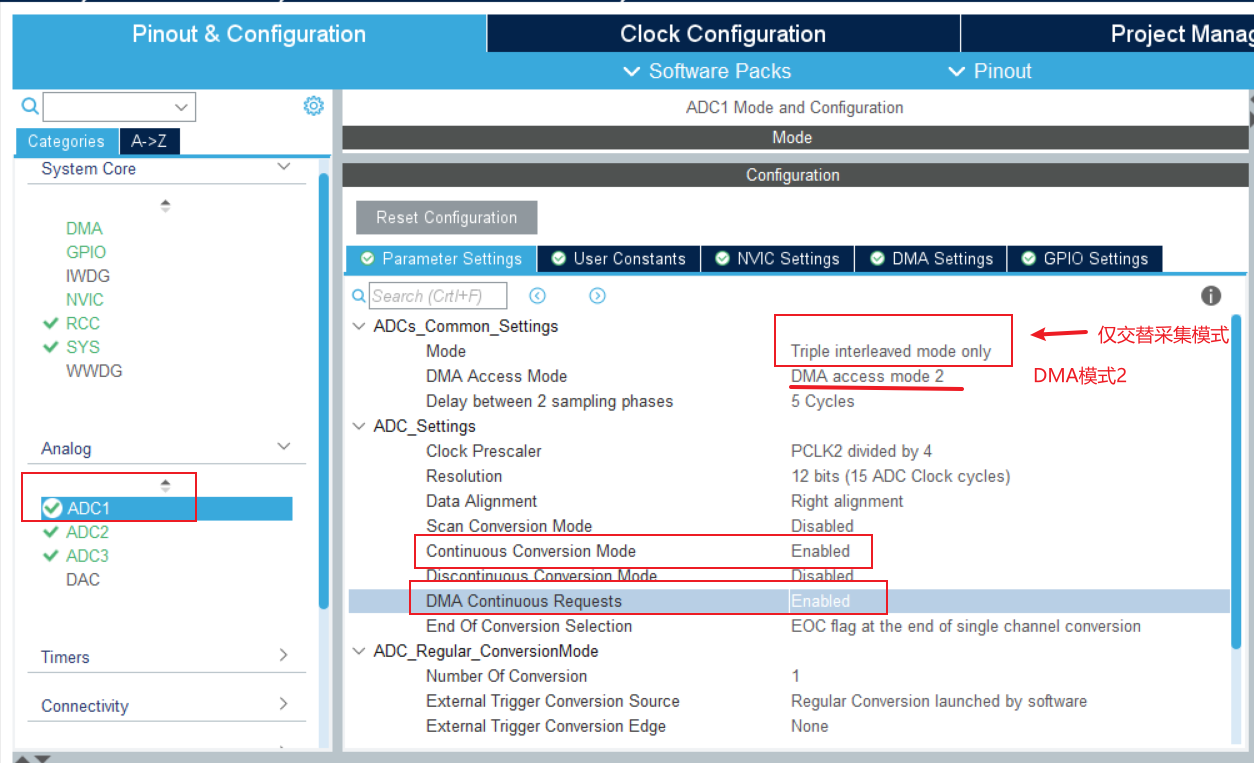 Pinout & Configuration
Clock Configuration
Project Manag
Software Packs
Pinout
Categories
A->Z
System Core
DMA
GPIO
IWDG
NVIC
RCC
SYS
WWDG
Analog
ADC1
ADC2
ADC3
DAC
Timers
Connectivity
ADC1 Mode and Configuration
Mode
Configuration
Reset Configuration
Parameter Settings
User Constants
NVIC Settings
DMA Settings
GPIO Settings
Search (Crtl+F)
ADCs_Common_Settings
Mode Triple interleaved mode only
仅交替采集模式
DMA Access Mode DMA access mode 2
DMA模式2
Delay between 2 sampling phases 5 Cycles
ADC_Settings
Clock Prescaler PCLK2 divided by 4
Resolution 12 bits (15 ADC Clock cycles)
Data Alignment Right alignment
Scan Conversion Mode Disabled
Continuous Conversion Mode Enabled
Discontinuous Conversion Mode Disabled
DMA Continuous Requests Enabled
End Of Conversion Selection EOC flag at the end of single channel conversion
ADC_Regular_ConversionMode
Number Of Conversion 1
External Trigger Conversion Source Regular Conversion launched by software
External Trigger Conversion Edge None